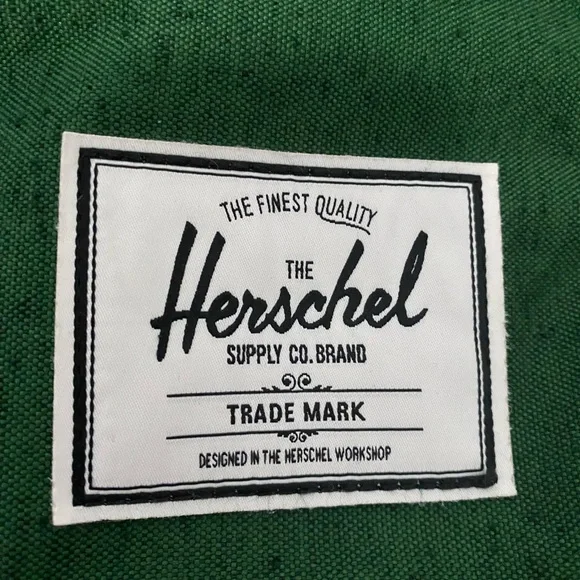 THE FINEST QUALITY
THE
Herschel
SUPPLY CO. BRAND
TRADE MARK
DESIGNED IN THE HERSCHEL WORKSHOP